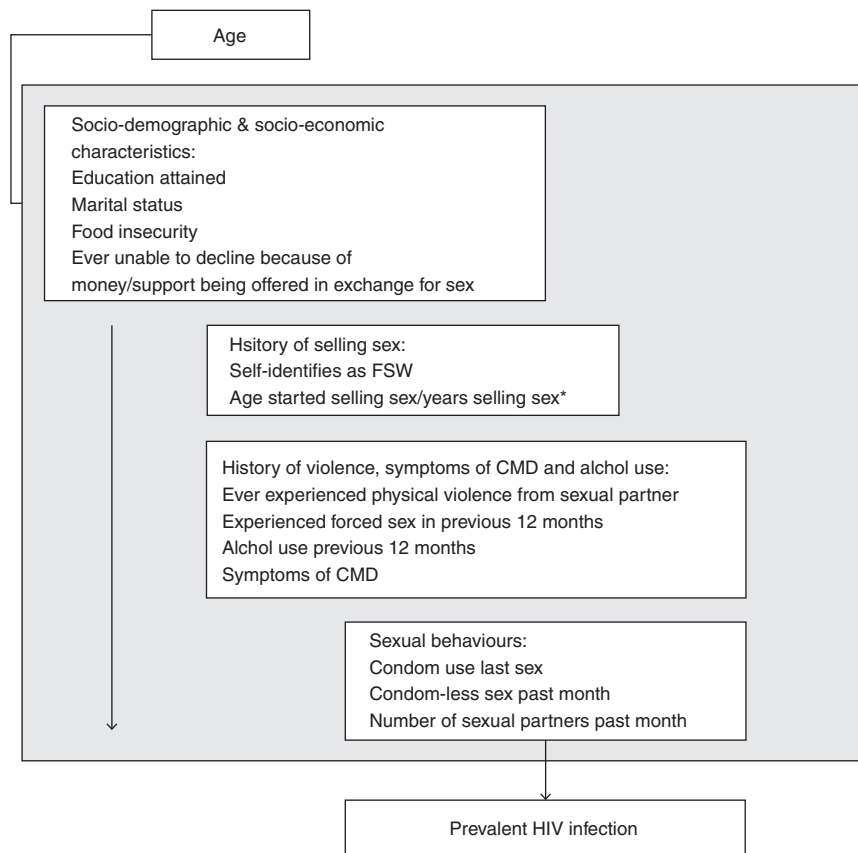 Age
Socio-demographic & socio-economic
characteristics:
Education attained
Marital status
Food insecurity
Ever unable to decline because of
money/support being offered in exchange for sex
Hsitory of selling sex:
Self-identifies as FSW
Age started selling sex/years selling sex*
History of violence, symptoms of CMD and alchol use:
Ever experienced physical violence from sexual partner
Experienced forced sex in previous 12 months
Alchol use previous 12 months
Symptoms of CMD
Sexual behaviours:
Condom use last sex
Condom-less sex past month
Number of sexual partners past month
Prevalent HIV infection